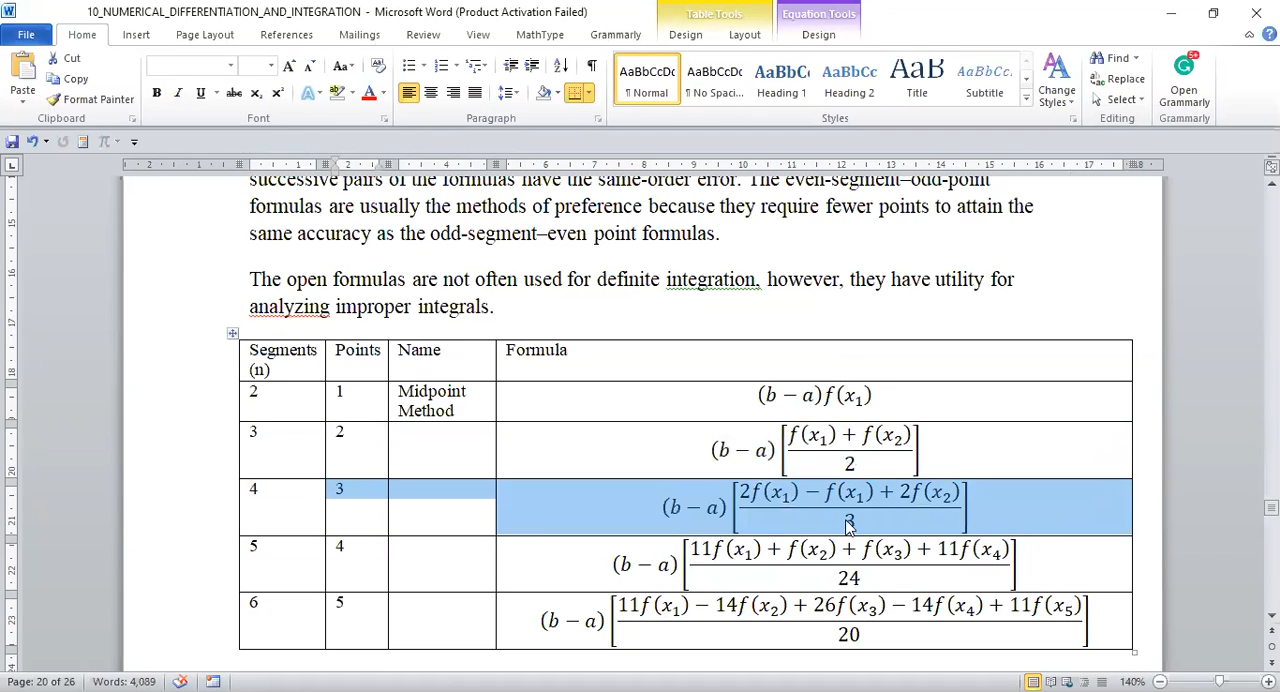 10_NUMERICAL_DIFFERENTIATION_AND_INTEGRATION - Microsoft Word (Product Activation Failed)
Table Tools
Equation Tools
File
Home
Insert
Page Layout
References
Mailings
Review
View
MathType
Grammarly
Design
Layout
Design
Paste
Cut
Copy
Format Painter
Clipboard
Font
Paragraph
AaBbCcDc
¶ Normal
AaBbCcDc
¶ No Spaci...
AaBbC
Heading 1
AaBbCc
Heading 2
AaB
Title
AaBbCcDc
Subtitle
Change Styles
Styles
Find
Replace
Select
Editing
Open Grammarly
Grammarly
successive pairs of the formulas have the same-order error. The even-segment–odd-point
formulas are usually the methods of preference because they require fewer points to attain the
same accuracy as the odd-segment–even point formulas.
The open formulas are not often used for definite integration, however, they have utility for
analyzing improper integrals.
Segments (n) Points Name Formula
2 1 Midpoint Method (b − a)f(x₁)
3 2 (b − a)[f(x₁) + f(x₂) / 2]
4 3 (b − a)[2f(x₁) − f(x₁) + 2f(x₂) / 3]
5 4 (b − a)[11f(x₁) + f(x₂) + f(x₃) + 11f(x₄) / 24]
6 5 (b − a)[11f(x₁) − 14f(x₂) + 26f(x₃) − 14f(x₄) + 11f(x₅) / 20]
Page: 20 of 26
Words: 4,089
140%